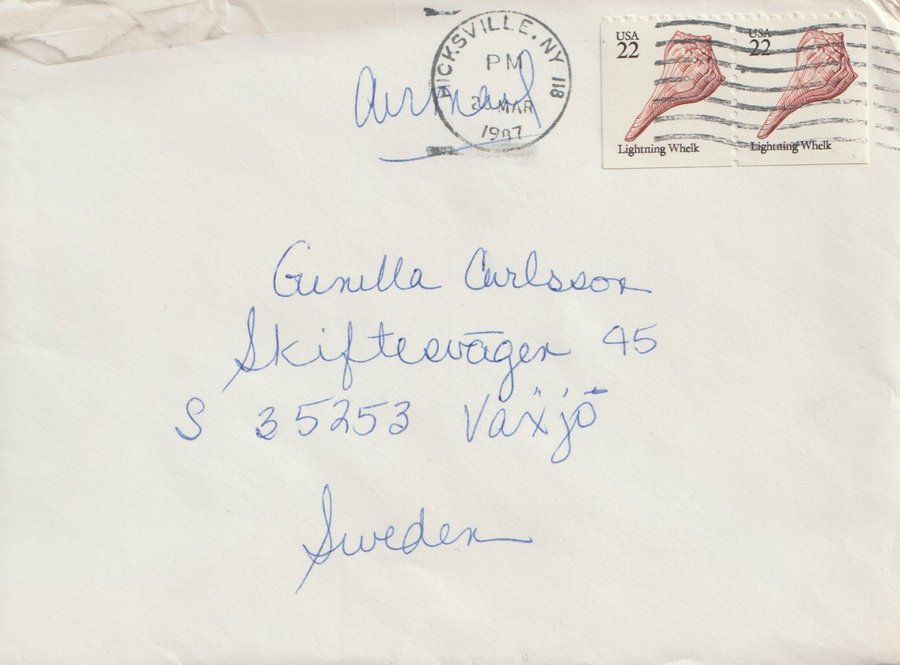 HICKSVILLE, NY 118
PM
MAR
1987
Airmail
USA
22
Lightning Whelk
USA
22
Lightning Whelk
Gunilla Carlsson
Skiftesvägen 45
S 35253 Växjö
Sweden